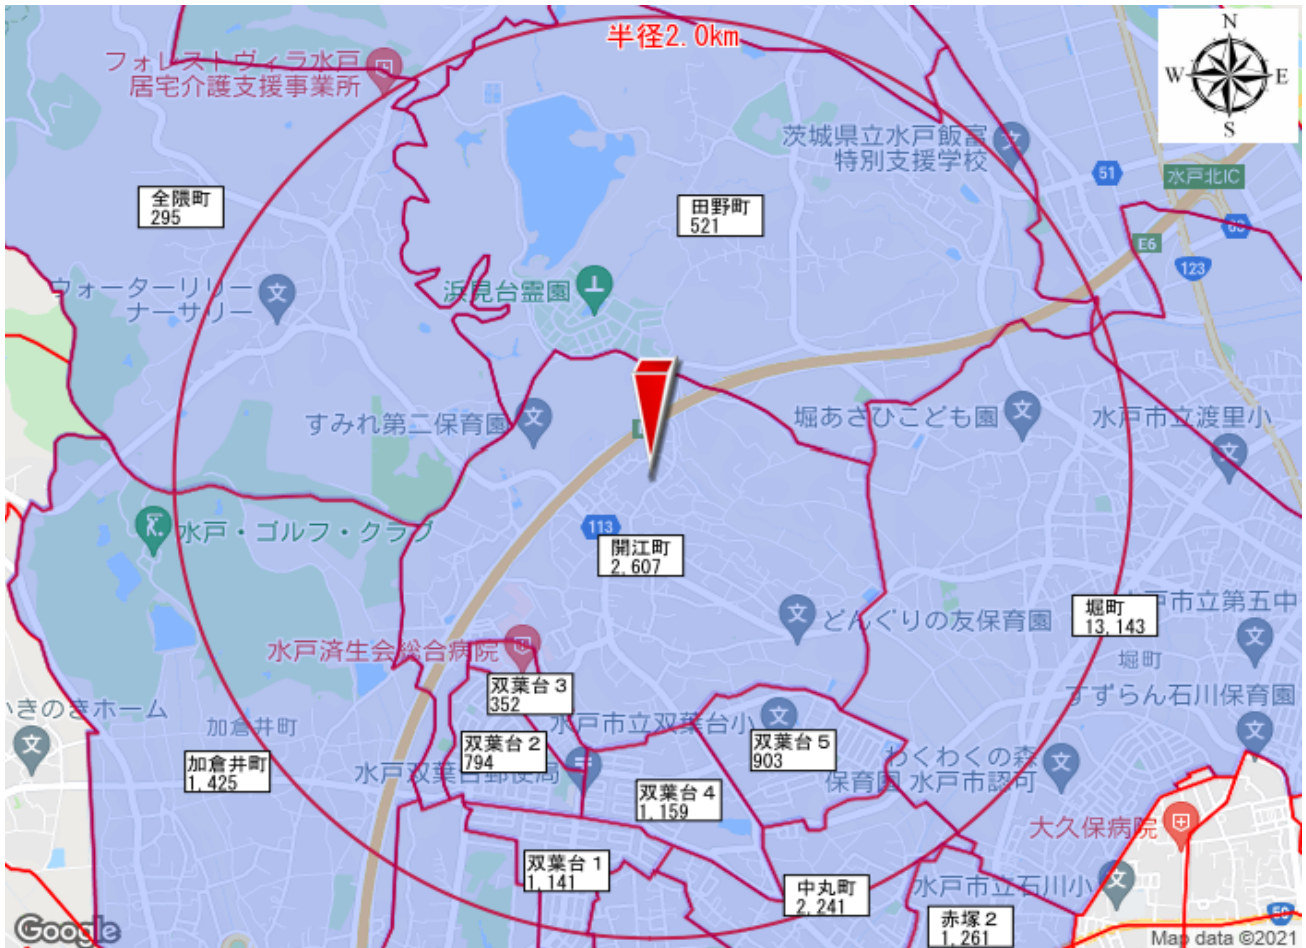 半径2.0km
N
W E
S
フォレストヴィラ水戸
居宅介護支援事業所
茨城県立水戸飯富
特別支援学校
51
水戸北IC
全隈町
295
田野町
521
63
E6
123
ウォーターリリー
ナーサリー
浜見台霊園
すみれ第二保育園
堀あさひこども園
水戸市立渡里小
水戸・ゴルフ・クラブ
113
開江町
2,607
堀町
13,143
戸市立第五中
どんぐりの友保育園
水戸済生会総合病院
堀町
双葉台3
352
すずらん石川保育園
いきのきホーム
加倉井町
水戸市立双葉台小
双葉台2
794
双葉台5
903
加倉井町
1,425
水戸双葉台郵便局
わくわくの森
保育園 水戸市認可
双葉台4
1,159
大久保病院
双葉台1
1,141
中丸町
2,241
水戸市立石川小
赤塚2
1,261
50
Google
Map data ©2021